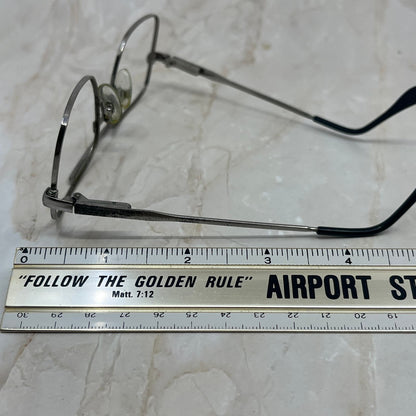 0 1 2 3 4
"FOLLOW THE GOLDEN RULE" AIRPORT ST
Matt. 7:12
30 29 28 27 26 25 24 23 22 21 20 19